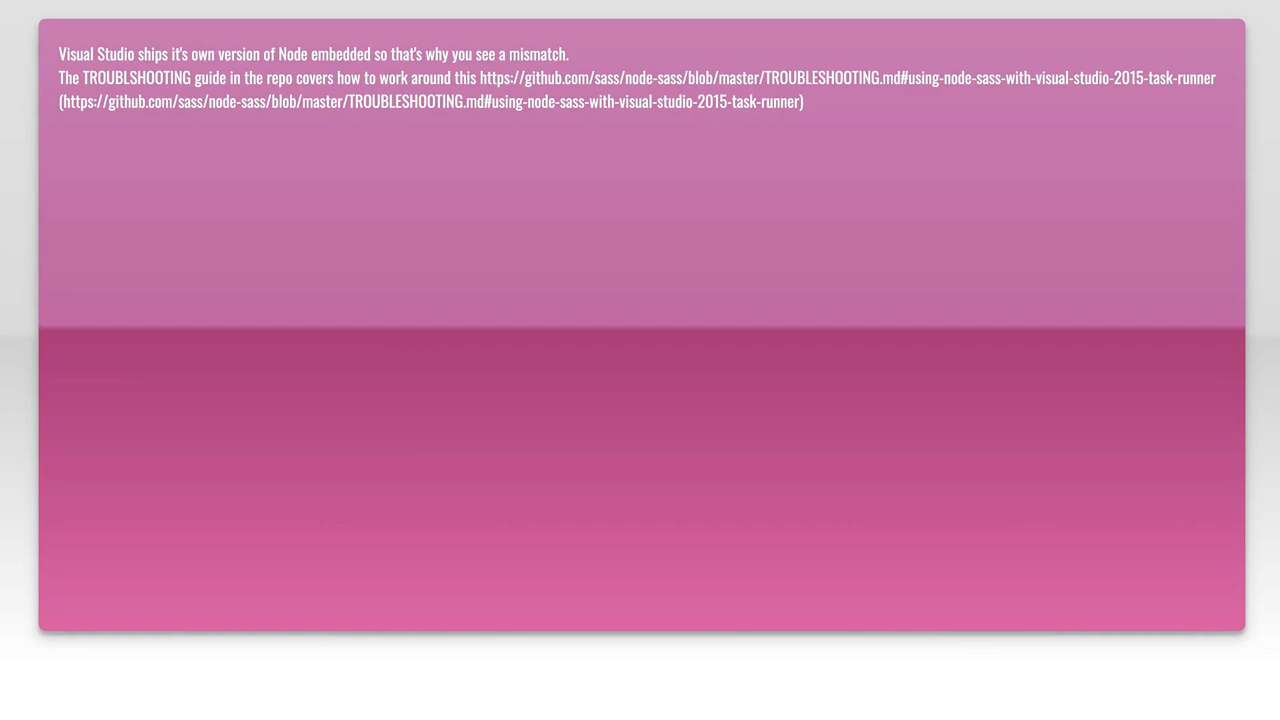 Visual Studio ships it's own version of Node embedded so that's why you see a mismatch.
The TROUBLSHOOTING guide in the repo covers how to work around this https://github.com/sass/node-sass/blob/master/TROUBLESHOOTING.md#using-node-sass-with-visual-studio-2015-task-runner
(https://github.com/sass/node-sass/blob/master/TROUBLESHOOTING.md#using-node-sass-with-visual-studio-2015-task-runner)